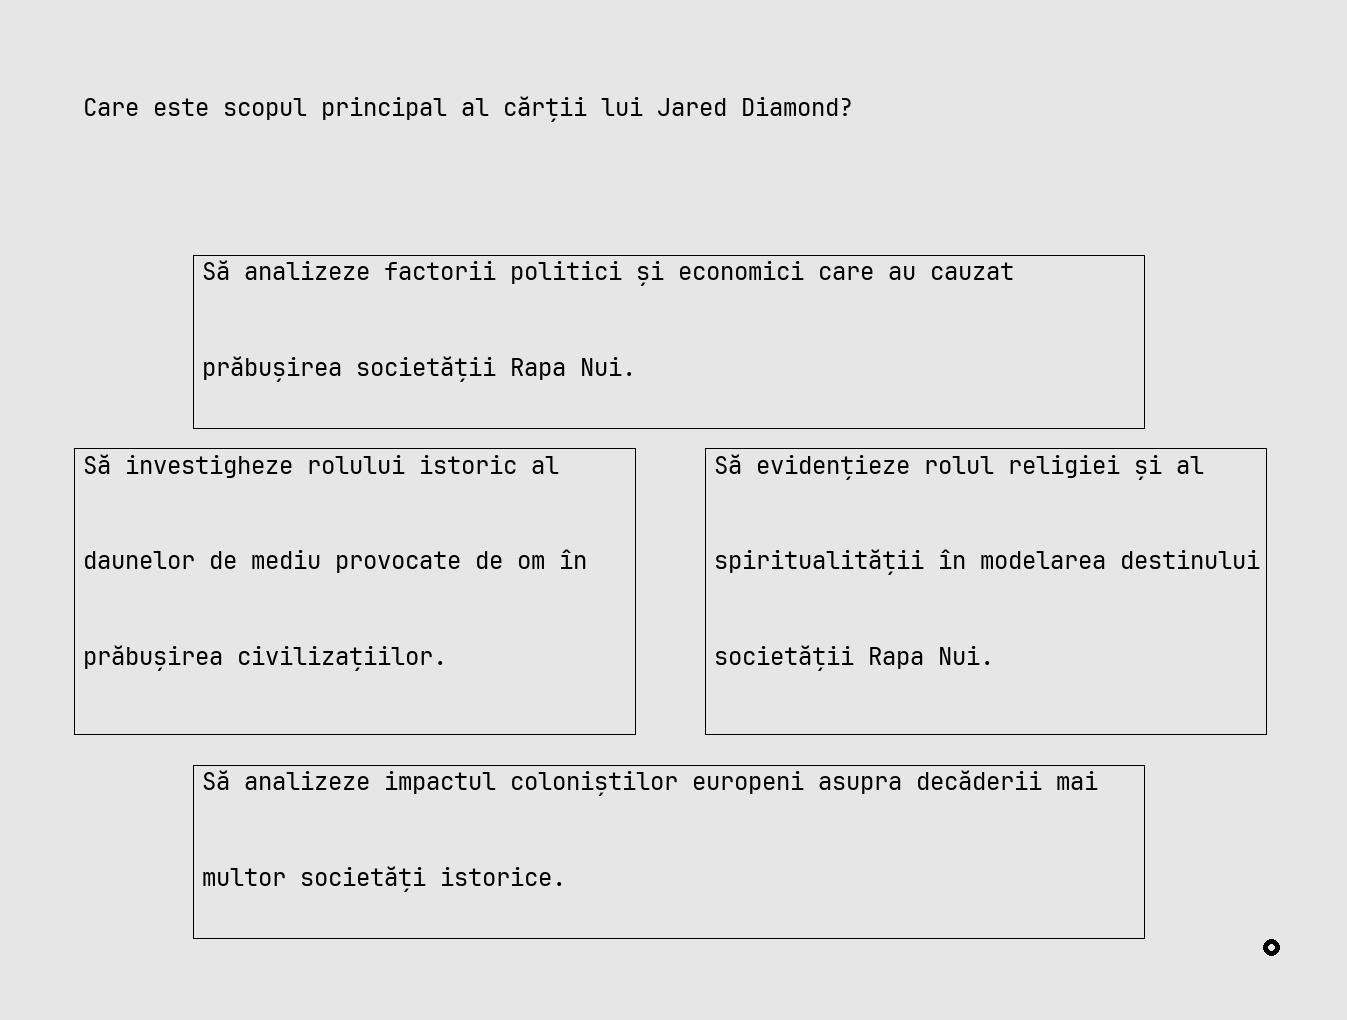 Care este scopul principal al cărții lui Jared Diamond?
Să analizeze factorii politici și economici care au cauzat
prăbușirea societății Rapa Nui.
Să investigheze rolului istoric al
daunelor de mediu provocate de om în
prăbușirea civilizațiilor.
Să evidențieze rolul religiei și al
spiritualității în modelarea destinului
societății Rapa Nui.
Să analizeze impactul coloniștilor europeni asupra decăderii mai
multor societăți istorice.